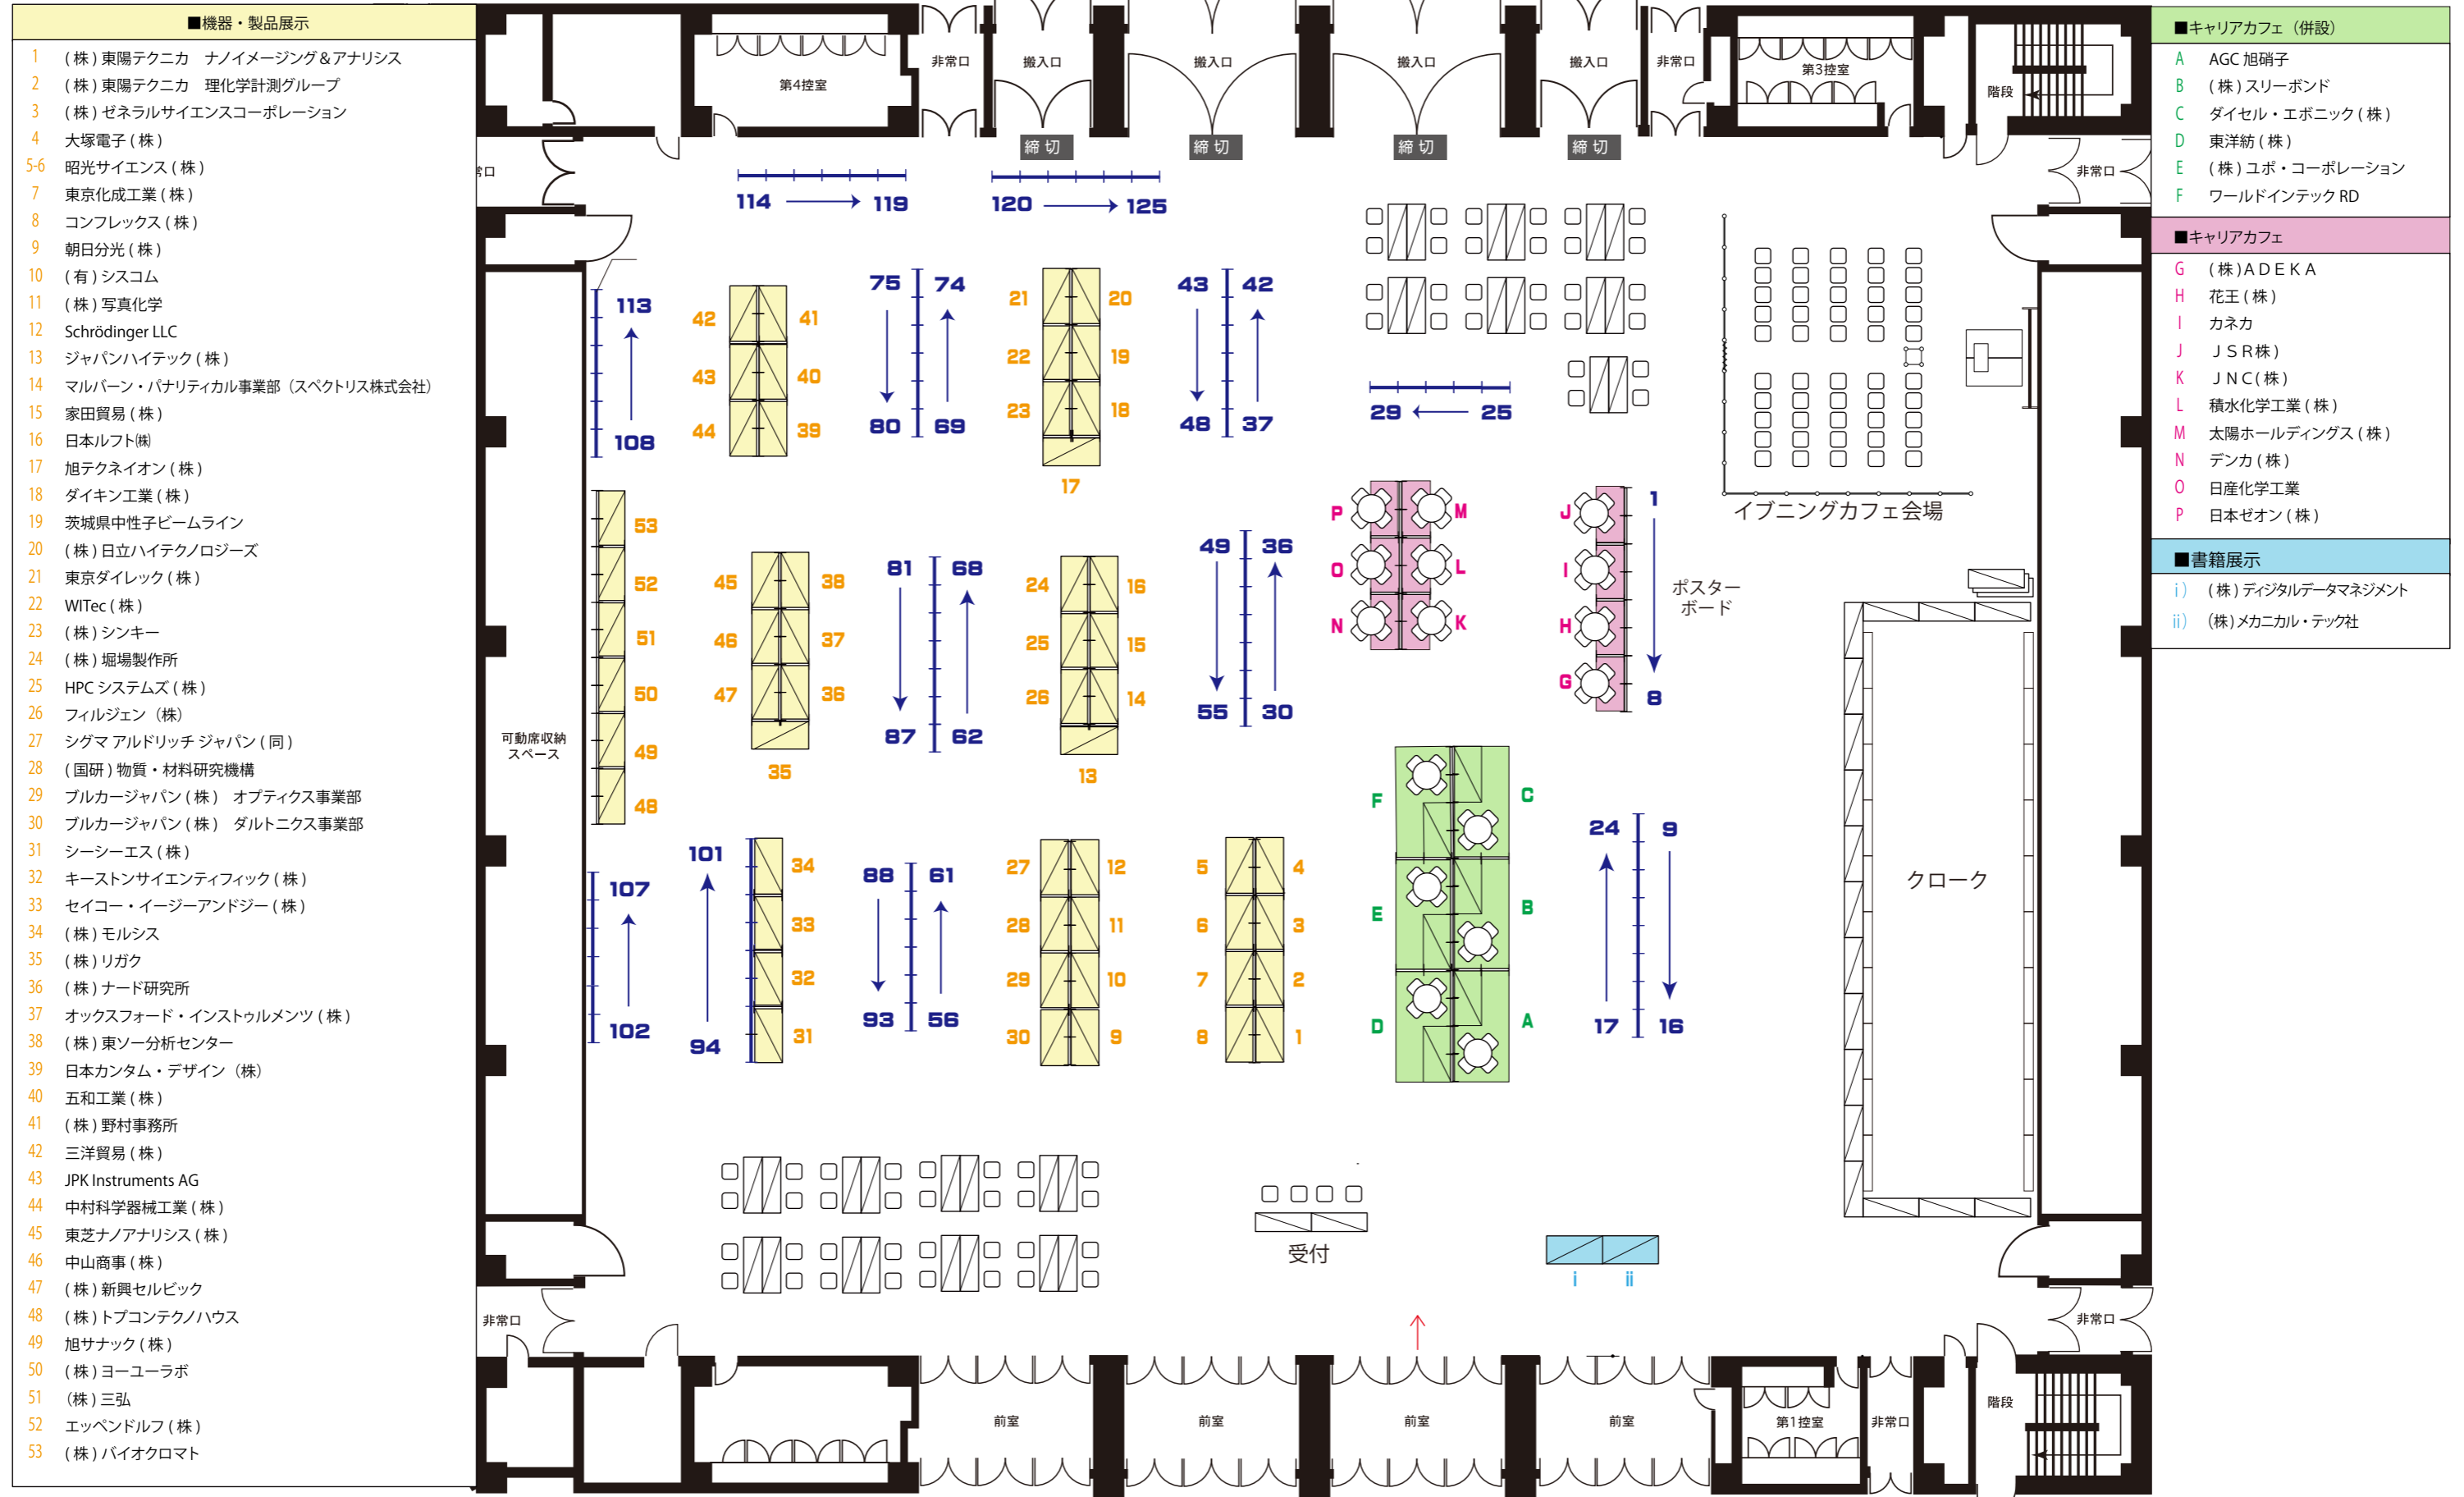 ■機器・製品展示
1 (株)東陽テクニカ ナノイメージング&アナリシス
2 (株)東陽テクニカ 理化学計測グループ
3 (株)ゼネラルサイエンスコーポレーション
4 大塚電子(株)
5-6 昭光サイエンス(株)
7 東京化成工業(株)
8 コンフレックス(株)
9 朝日分光(株)
10 (有)シスコム
11 (株)写真化学
12 Schrödinger LLC
13 ジャパンハイテック(株)
14 マルバーン・パナリティカル事業部（スペクトリス株式会社）
15 家田貿易(株)
16 日本ルフト㈱
17 旭テクネイオン(株)
18 ダイキン工業(株)
19 茨城県中性子ビームライン
20 (株)日立ハイテクノロジーズ
21 東京ダイレック(株)
22 WITec(株)
23 (株)シンキー
24 (株)堀場製作所
25 HPCシステムズ(株)
26 フィルジェン（株）
27 シグマ アルドリッチ ジャパン(同)
28 (国研)物質・材料研究機構
29 ブルカージャパン(株) オプティクス事業部
30 ブルカージャパン(株) ダルトニクス事業部
31 シーシーエス(株)
32 キーストンサイエンティフィック(株)
33 セイコー・イージーアンドジー(株)
34 (株)モルシス
35 (株)リガク
36 (株)ナード研究所
37 オックスフォード・インストゥルメンツ(株)
38 (株)東ソー分析センター
39 日本カンタム・デザイン（株）
40 五和工業(株)
41 (株)野村事務所
42 三洋貿易(株)
43 JPK Instruments AG
44 中村科学器械工業(株)
45 東芝ナノアナリシス(株)
46 中山商事(株)
47 (株)新興セルビック
48 (株)トプコンテクノハウス
49 旭サナック(株)
50 (株)ヨーユーラボ
51 (株)三弘
52 エッペンドルフ(株)
53 (株)バイオクロマト
第4控室
非常口
搬入口
搬入口
搬入口
搬入口
非常口
第3控室
階段
締切
締切
締切
締切
常口
非常口
114 → 119
120 → 125
113
108
42 41
43 40
44 39
75 74
80 69
21 20
22 19
23 18
17
43 42
48 37
29 ← 25
イブニングカフェ会場
53
52
51
50
49
48
45 38
46 37
47 36
35
81 68
87 62
24 16
25 15
26 14
13
49 36
55 30
P M
O L
N K
J
I
H
G
1
8
ポスター
ボード
可動席収納
スペース
107
102
101
94
34
33
32
31
88 61
93 56
27 12
28 11
29 10
30 9
5 4
6 3
7 2
8 1
F C
E B
D A
24 9
17 16
クローク
受付
i ii
非常口
非常口
前室
前室
前室
前室
第1控室
非常口
階段
■キャリアカフェ（併設）
A AGC 旭硝子
B (株)スリーボンド
C ダイセル・エボニック(株)
D 東洋紡(株)
E (株)ユポ・コーポレーション
F ワールドインテック RD
■キャリアカフェ
G (株)ＡＤＥＫＡ
H 花王(株)
I カネカ
J ＪＳＲ株)
K ＪＮＣ(株)
L 積水化学工業(株)
M 太陽ホールディングス(株)
N デンカ(株)
O 日産化学工業
P 日本ゼオン(株)
■書籍展示
i) (株)ディジタルデータマネジメント
ii) (株)メカニカル・テック社